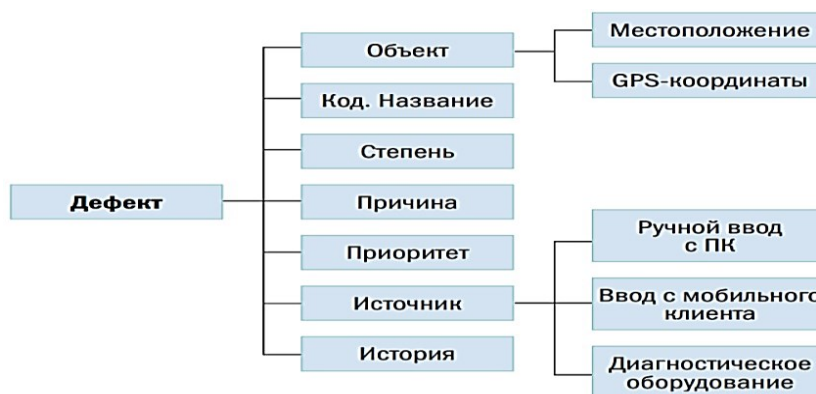 Дефект
Объект
Код. Название
Степень
Причина
Приоритет
Источник
История
Местоположение
GPS-координаты
Ручной ввод
с ПК
Ввод с мобильного
клиента
Диагностическое
оборудование